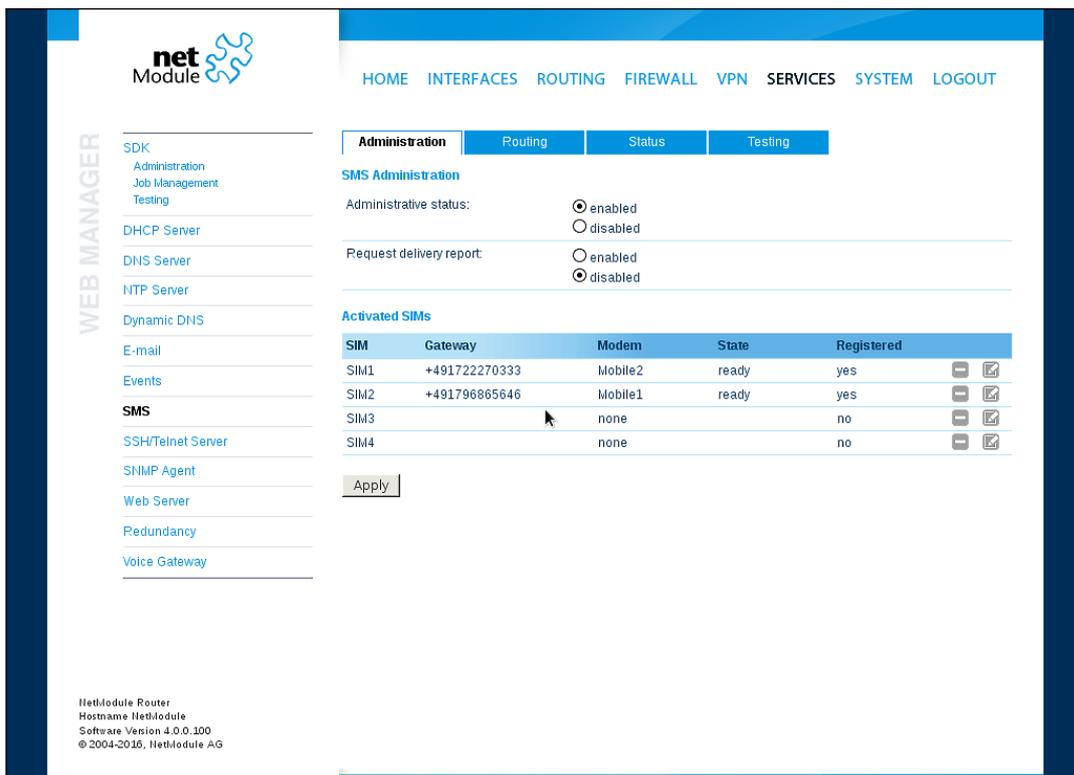 net
Module
HOME INTERFACES ROUTING FIREWALL VPN SERVICES SYSTEM LOGOUT
WEB MANAGER
SDK
Administration
Job Management
Testing
DHCP Server
DNS Server
NTP Server
Dynamic DNS
E-mail
Events
SMS
SSH/Telnet Server
SNMP Agent
Web Server
Redundancy
Voice Gateway
Administration Routing Status Testing
SMS Administration
Administrative status: enabled
disabled
Request delivery report: enabled
disabled
Activated SIMs
SIM Gateway Modem State Registered
SIM1 +491722270333 Mobile2 ready yes
SIM2 +491796865646 Mobile1 ready yes
SIM3 none no
SIM4 none no
Apply
NetModule Router
Hostname NetModule
Software Version 4.0.0.100
© 2004-2016, NetModule AG